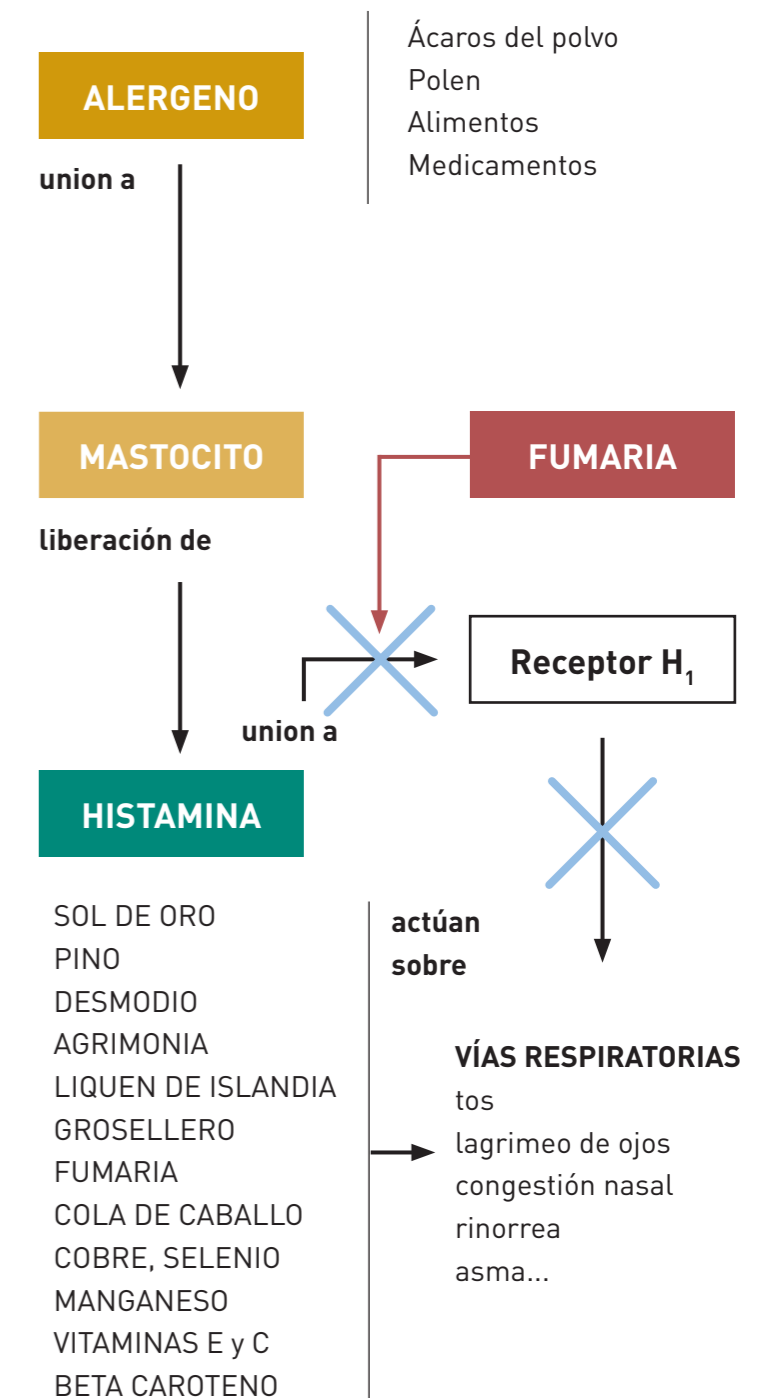 ALERGENO
Ácaros del polvo
Polen
Alimentos
Medicamentos
union a
MASTOCITO
FUMARIA
liberación de
Receptor H₁
union a
HISTAMINA
SOL DE ORO
PINO
DESMODIO
AGRIMONIA
LIQUEN DE ISLANDIA
GROSELLERO
FUMARIA
COLA DE CABALLO
COBRE, SELENIO
MANGANESO
VITAMINAS E y C
BETA CAROTENO
actúan
sobre
VÍAS RESPIRATORIAS
tos
lagrimeo de ojos
congestión nasal
rinorrea
asma...